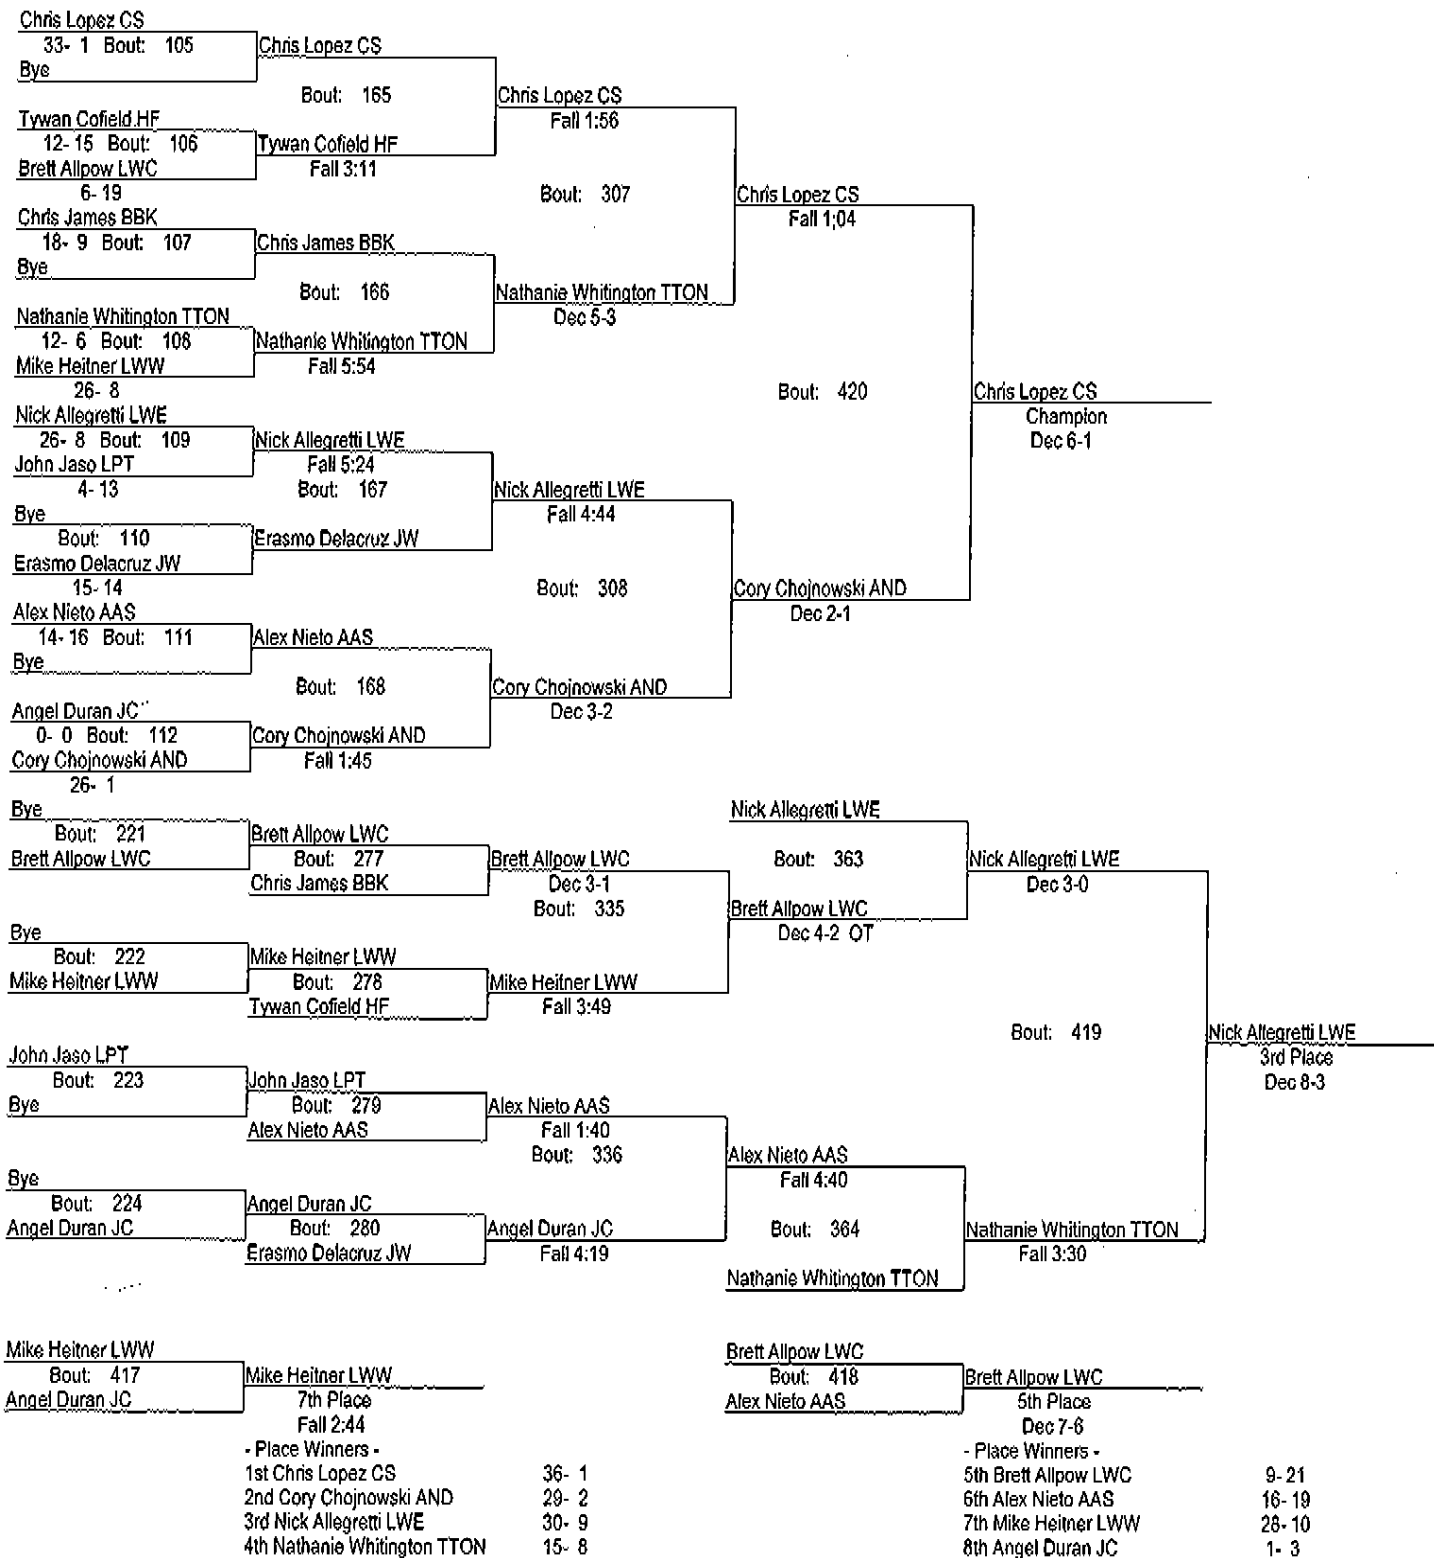 Chris Lopez CS
33- 1 Bout: 105
Bye
Chris Lopez CS
Bout: 165
Tywan Cofield HF
12- 15 Bout: 106
Brett Allpow LWC
6- 19
Tywan Cofield HF
Fall 3:11
Chris Lopez CS
Fall 1:56
Bout: 307
Chris James BBK
18- 9 Bout: 107
Bye
Chris James BBK
Bout: 166
Nathanie Whitington TTON
12- 6 Bout: 108
Mike Heitner LWW
26- 8
Nathanie Whitington TTON
Fall 5:54
Nathanie Whitington TTON
Dec 5-3
Chris Lopez CS
Fall 1:04
Bout: 420
Chris Lopez CS
Champion
Dec 6-1
Nick Allegretti LWE
26- 8 Bout: 109
John Jaso LPT
4- 13
Nick Allegretti LWE
Fall 5:24
Bout: 167
Bye
Bout: 110
Erasmo Delacruz JW
15- 14
Erasmo Delacruz JW
Nick Allegretti LWE
Fall 4:44
Bout: 308
Alex Nieto AAS
14- 16 Bout: 111
Bye
Alex Nieto AAS
Bout: 168
Angel Duran JC
0- 0 Bout: 112
Cory Chojnowski AND
26- 1
Cory Chojnowski AND
Fall 1:45
Cory Chojnowski AND
Dec 3-2
Cory Chojnowski AND
Dec 2-1
Bye
Bout: 221
Brett Allpow LWC
Brett Allpow LWC
Bout: 277
Chris James BBK
Brett Allpow LWC
Dec 3-1
Bout: 335
Bye
Bout: 222
Mike Heitner LWW
Mike Heitner LWW
Bout: 278
Tywan Cofield HF
Mike Heitner LWW
Fall 3:49
Nick Allegretti LWE
Bout: 363
Brett Allpow LWC
Dec 4-2 OT
Nick Allegretti LWE
Dec 3-0
Bout: 419
Nick Allegretti LWE
3rd Place
Dec 8-3
John Jaso LPT
Bout: 223
Bye
John Jaso LPT
Bout: 279
Alex Nieto AAS
Alex Nieto AAS
Fall 1:40
Bout: 336
Bye
Bout: 224
Angel Duran JC
Angel Duran JC
Bout: 280
Erasmo Delacruz JW
Angel Duran JC
Fall 4:19
Alex Nieto AAS
Fall 4:40
Bout: 364
Nathanie Whitington TTON
Nathanie Whitington TTON
Fall 3:30
Mike Heitner LWW
Bout: 417
Angel Duran JC
Mike Heitner LWW
7th Place
Fall 2:44
Brett Allpow LWC
Bout: 418
Alex Nieto AAS
Brett Allpow LWC
5th Place
Dec 7-6
- Place Winners -
1st Chris Lopez CS 36- 1
2nd Cory Chojnowski AND 29- 2
3rd Nick Allegretti LWE 30- 9
4th Nathanie Whitington TTON 15- 8
- Place Winners -
5th Brett Allpow LWC 9- 21
6th Alex Nieto AAS 16- 19
7th Mike Heitner LWW 28- 10
8th Angel Duran JC 1- 3